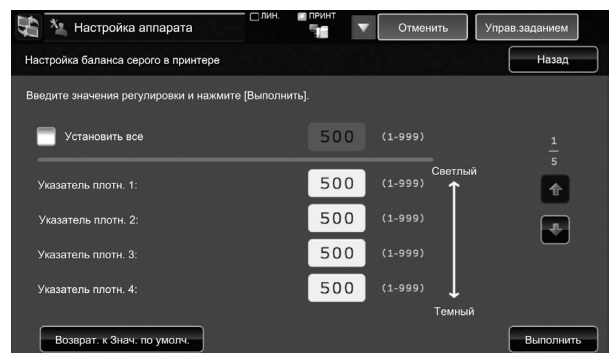 Настройка аппарата
ЛИН.
ПРИНТ
Отменить
Управ.заданием
Настройка баланса серого в принтере
Назад
Введите значения регулировки и нажмите [Выполнить].
Установить все 500 (1-999)
1
5
Светлый
Указатель плотн. 1: 500 (1-999)
Указатель плотн. 2: 500 (1-999)
Указатель плотн. 3: 500 (1-999)
Указатель плотн. 4: 500 (1-999)
Темный
Возврат. к Знач. по умолч.
Выполнить